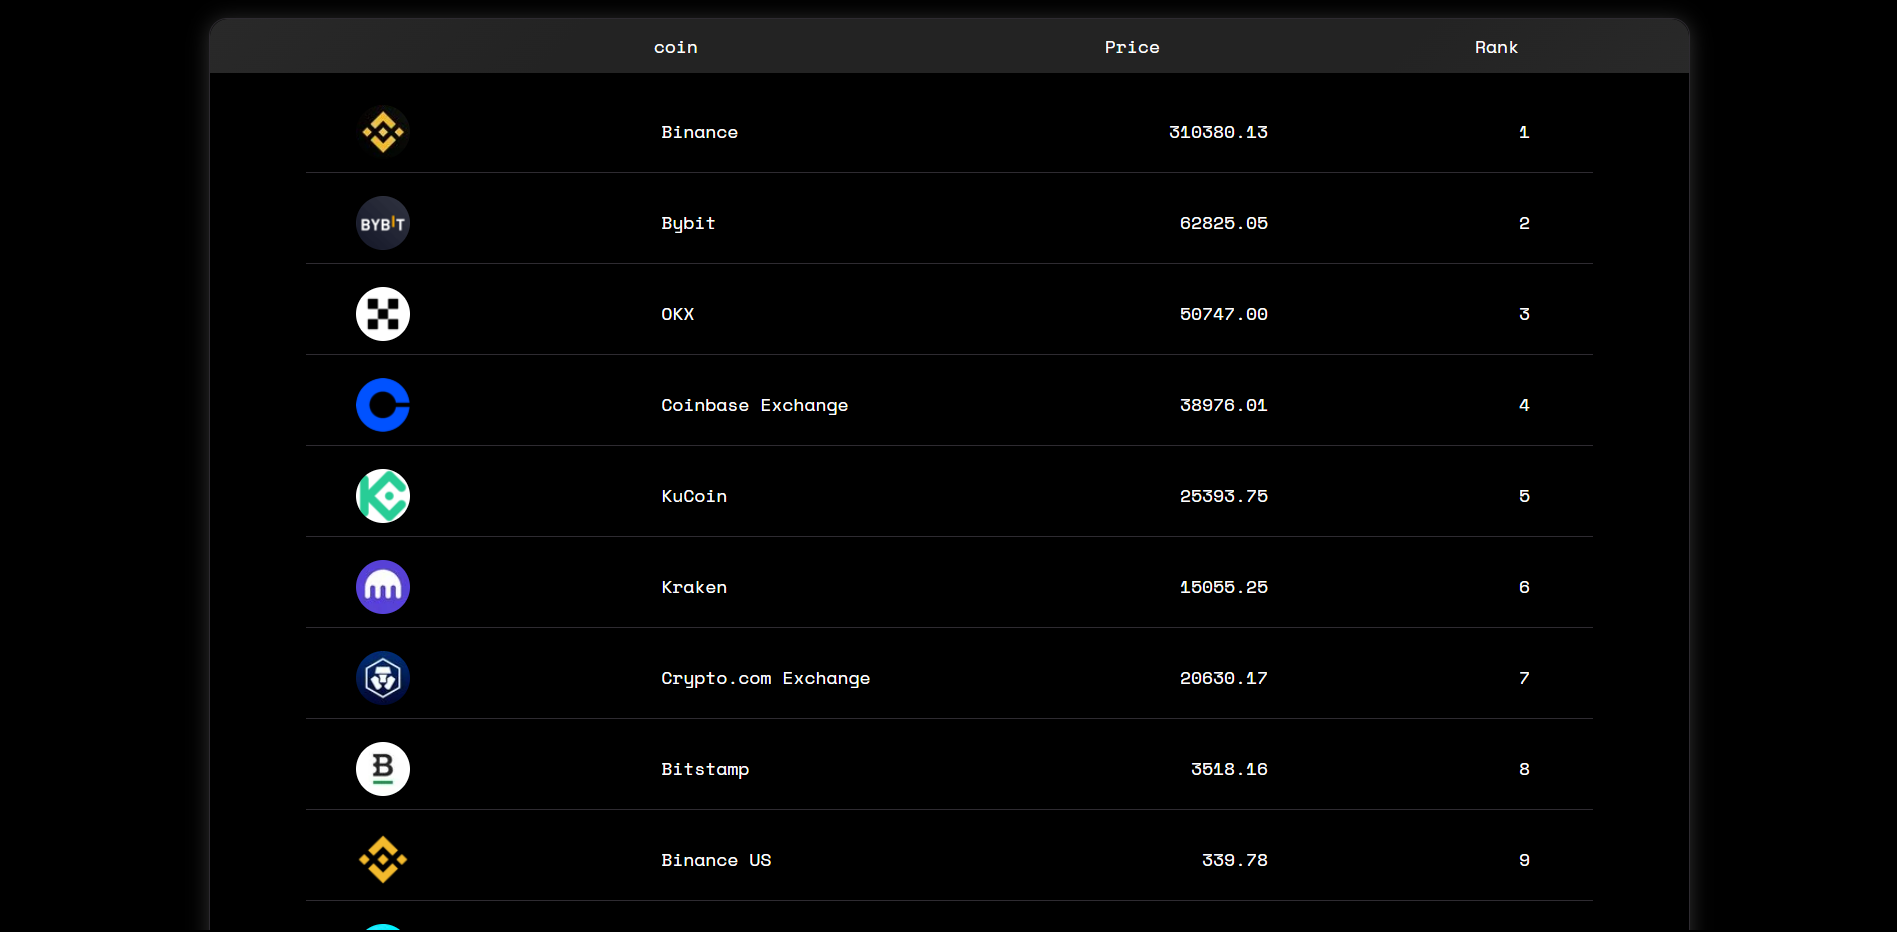 coin Price Rank
Binance 310380.13 1
BYBIT Bybit 62825.05 2
OKX 50747.00 3
Coinbase Exchange 38976.01 4
KuCoin 25393.75 5
Kraken 15055.25 6
Crypto.com Exchange 20630.17 7
B Bitstamp 3518.16 8
Binance US 339.78 9